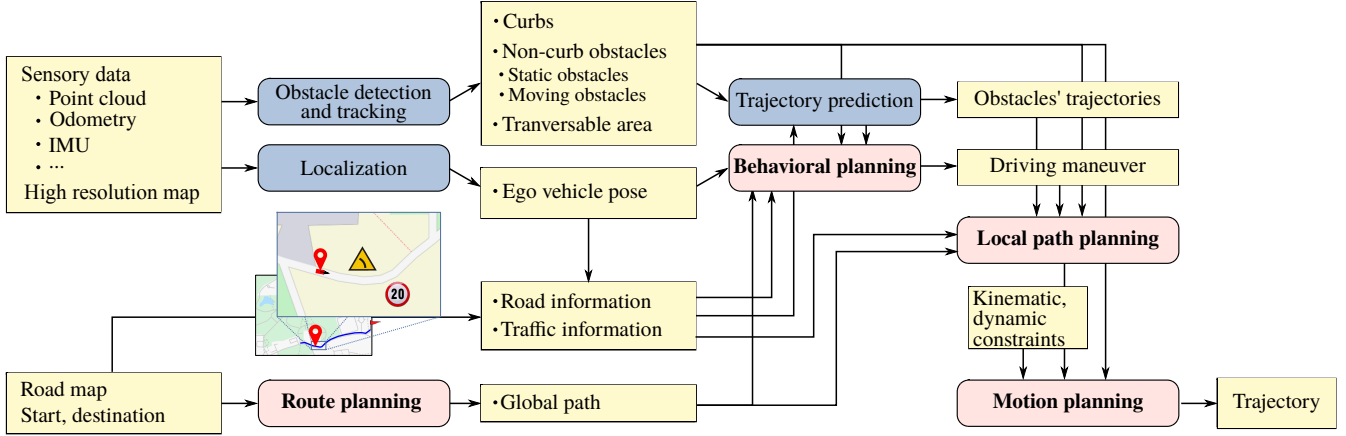 Sensory data
· Point cloud
· Odometry
· IMU
· ...
High resolution map
Obstacle detection
and tracking
Localization
· Curbs
· Non-curb obstacles
· Static obstacles
· Moving obstacles
· Tranversable area
· Ego vehicle pose
Trajectory prediction
Behavioral planning
Obstacles' trajectories
Driving maneuver
Local path planning
20
· Road information
· Traffic information
Kinematic,
dynamic
constraints
Road map
Start, destination
Route planning
· Global path
Motion planning
Trajectory